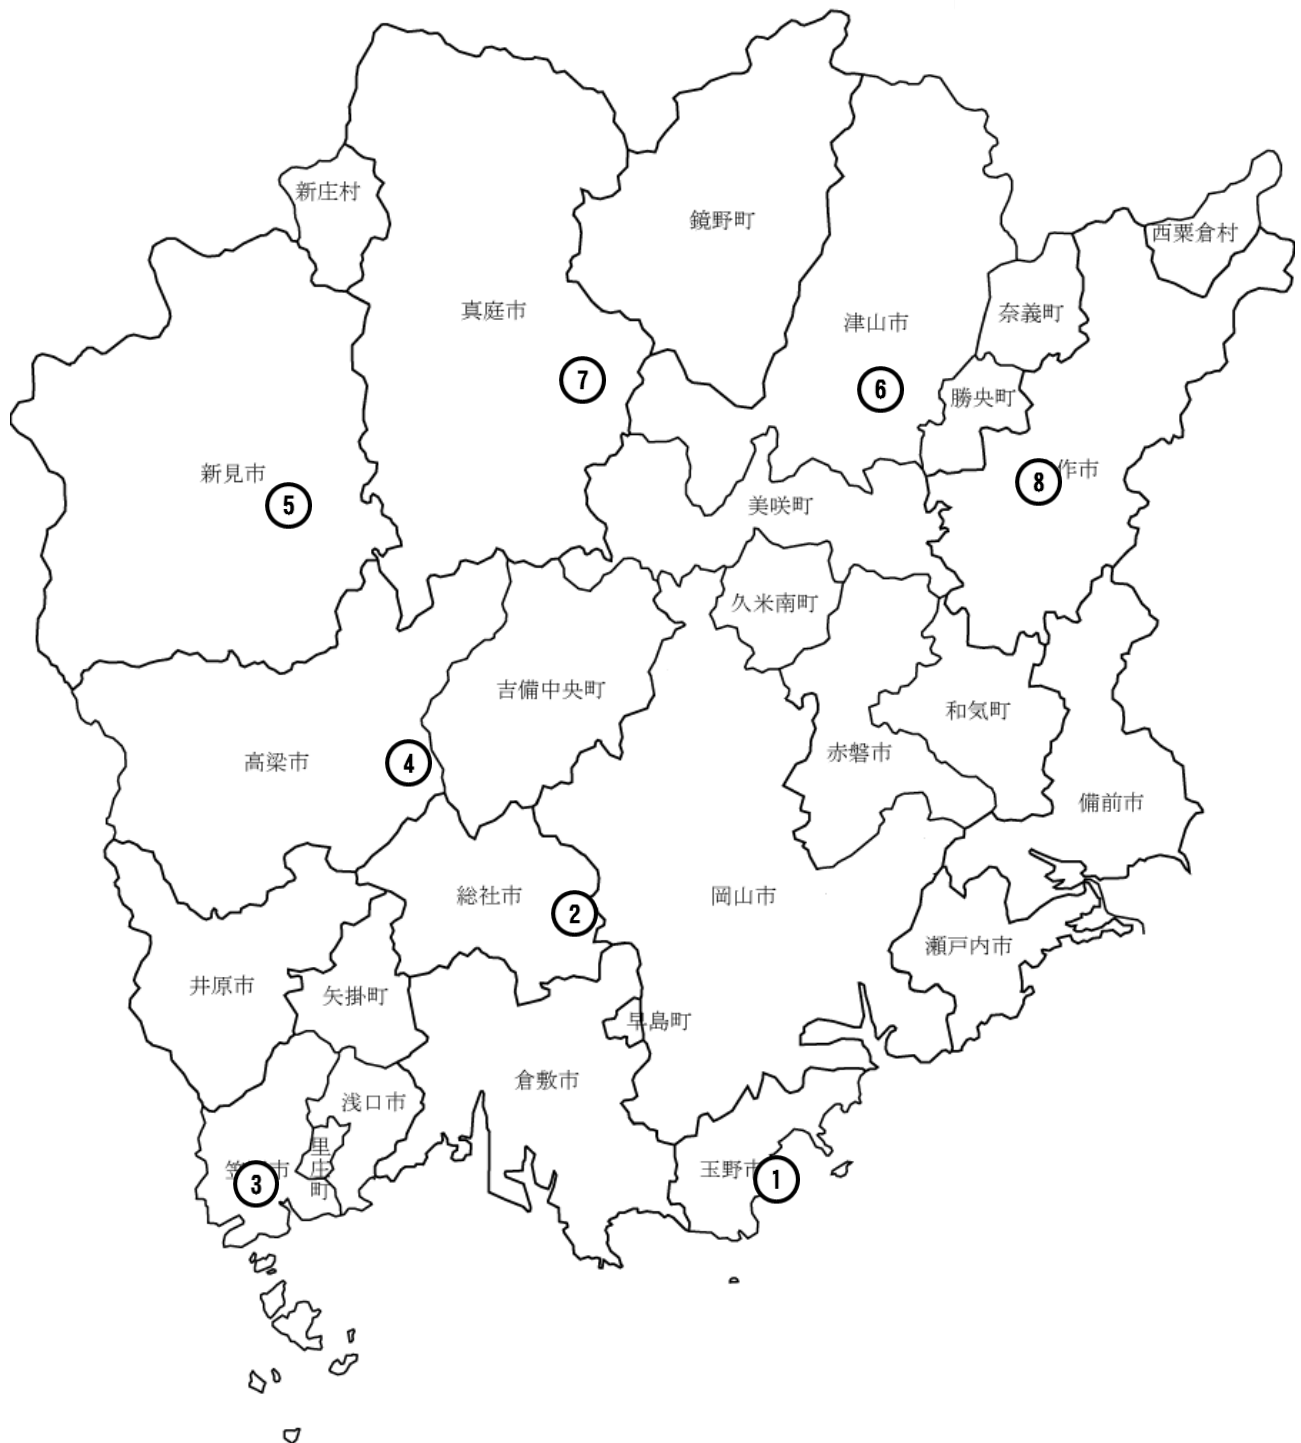 新庄村
鏡野町
西粟倉村
真庭市
奈義町
津山市
7
6
勝央町
新見市
8
作市
5
美咲町
久米南町
吉備中央町
和気町
高梁市
4
赤磐市
備前市
総社市
岡山市
2
瀬戸内市
井原市
矢掛町
早島町
倉敷市
浅口市
里庄町
3
市
玉野市
1